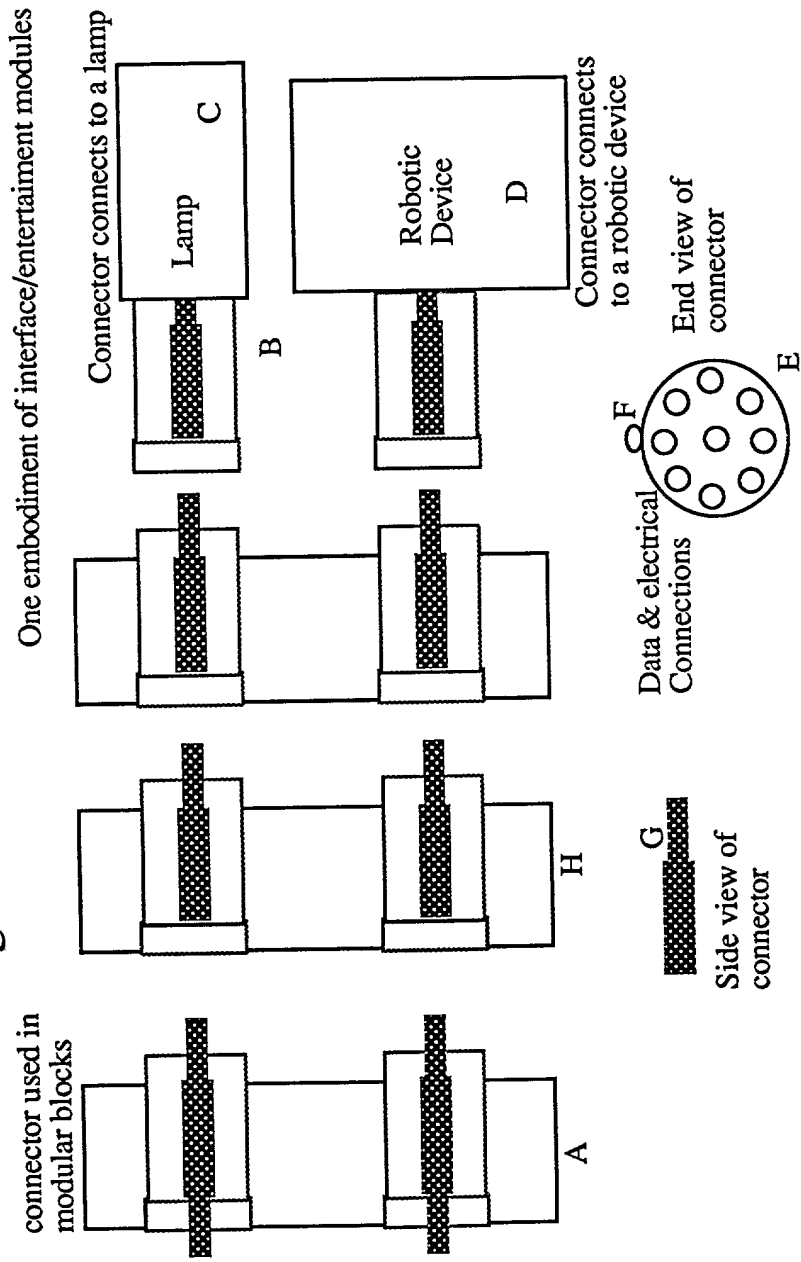 One embodiment of interface/entertaiment modules
connector used in
modular blocks
Connector connects to a lamp
Lamp
C
B
Robotic
Device
D
Connector connects
to a robotic device
A
H
G
Side view of
connector
Data & electrical
Connections
F
End view of
connector
E